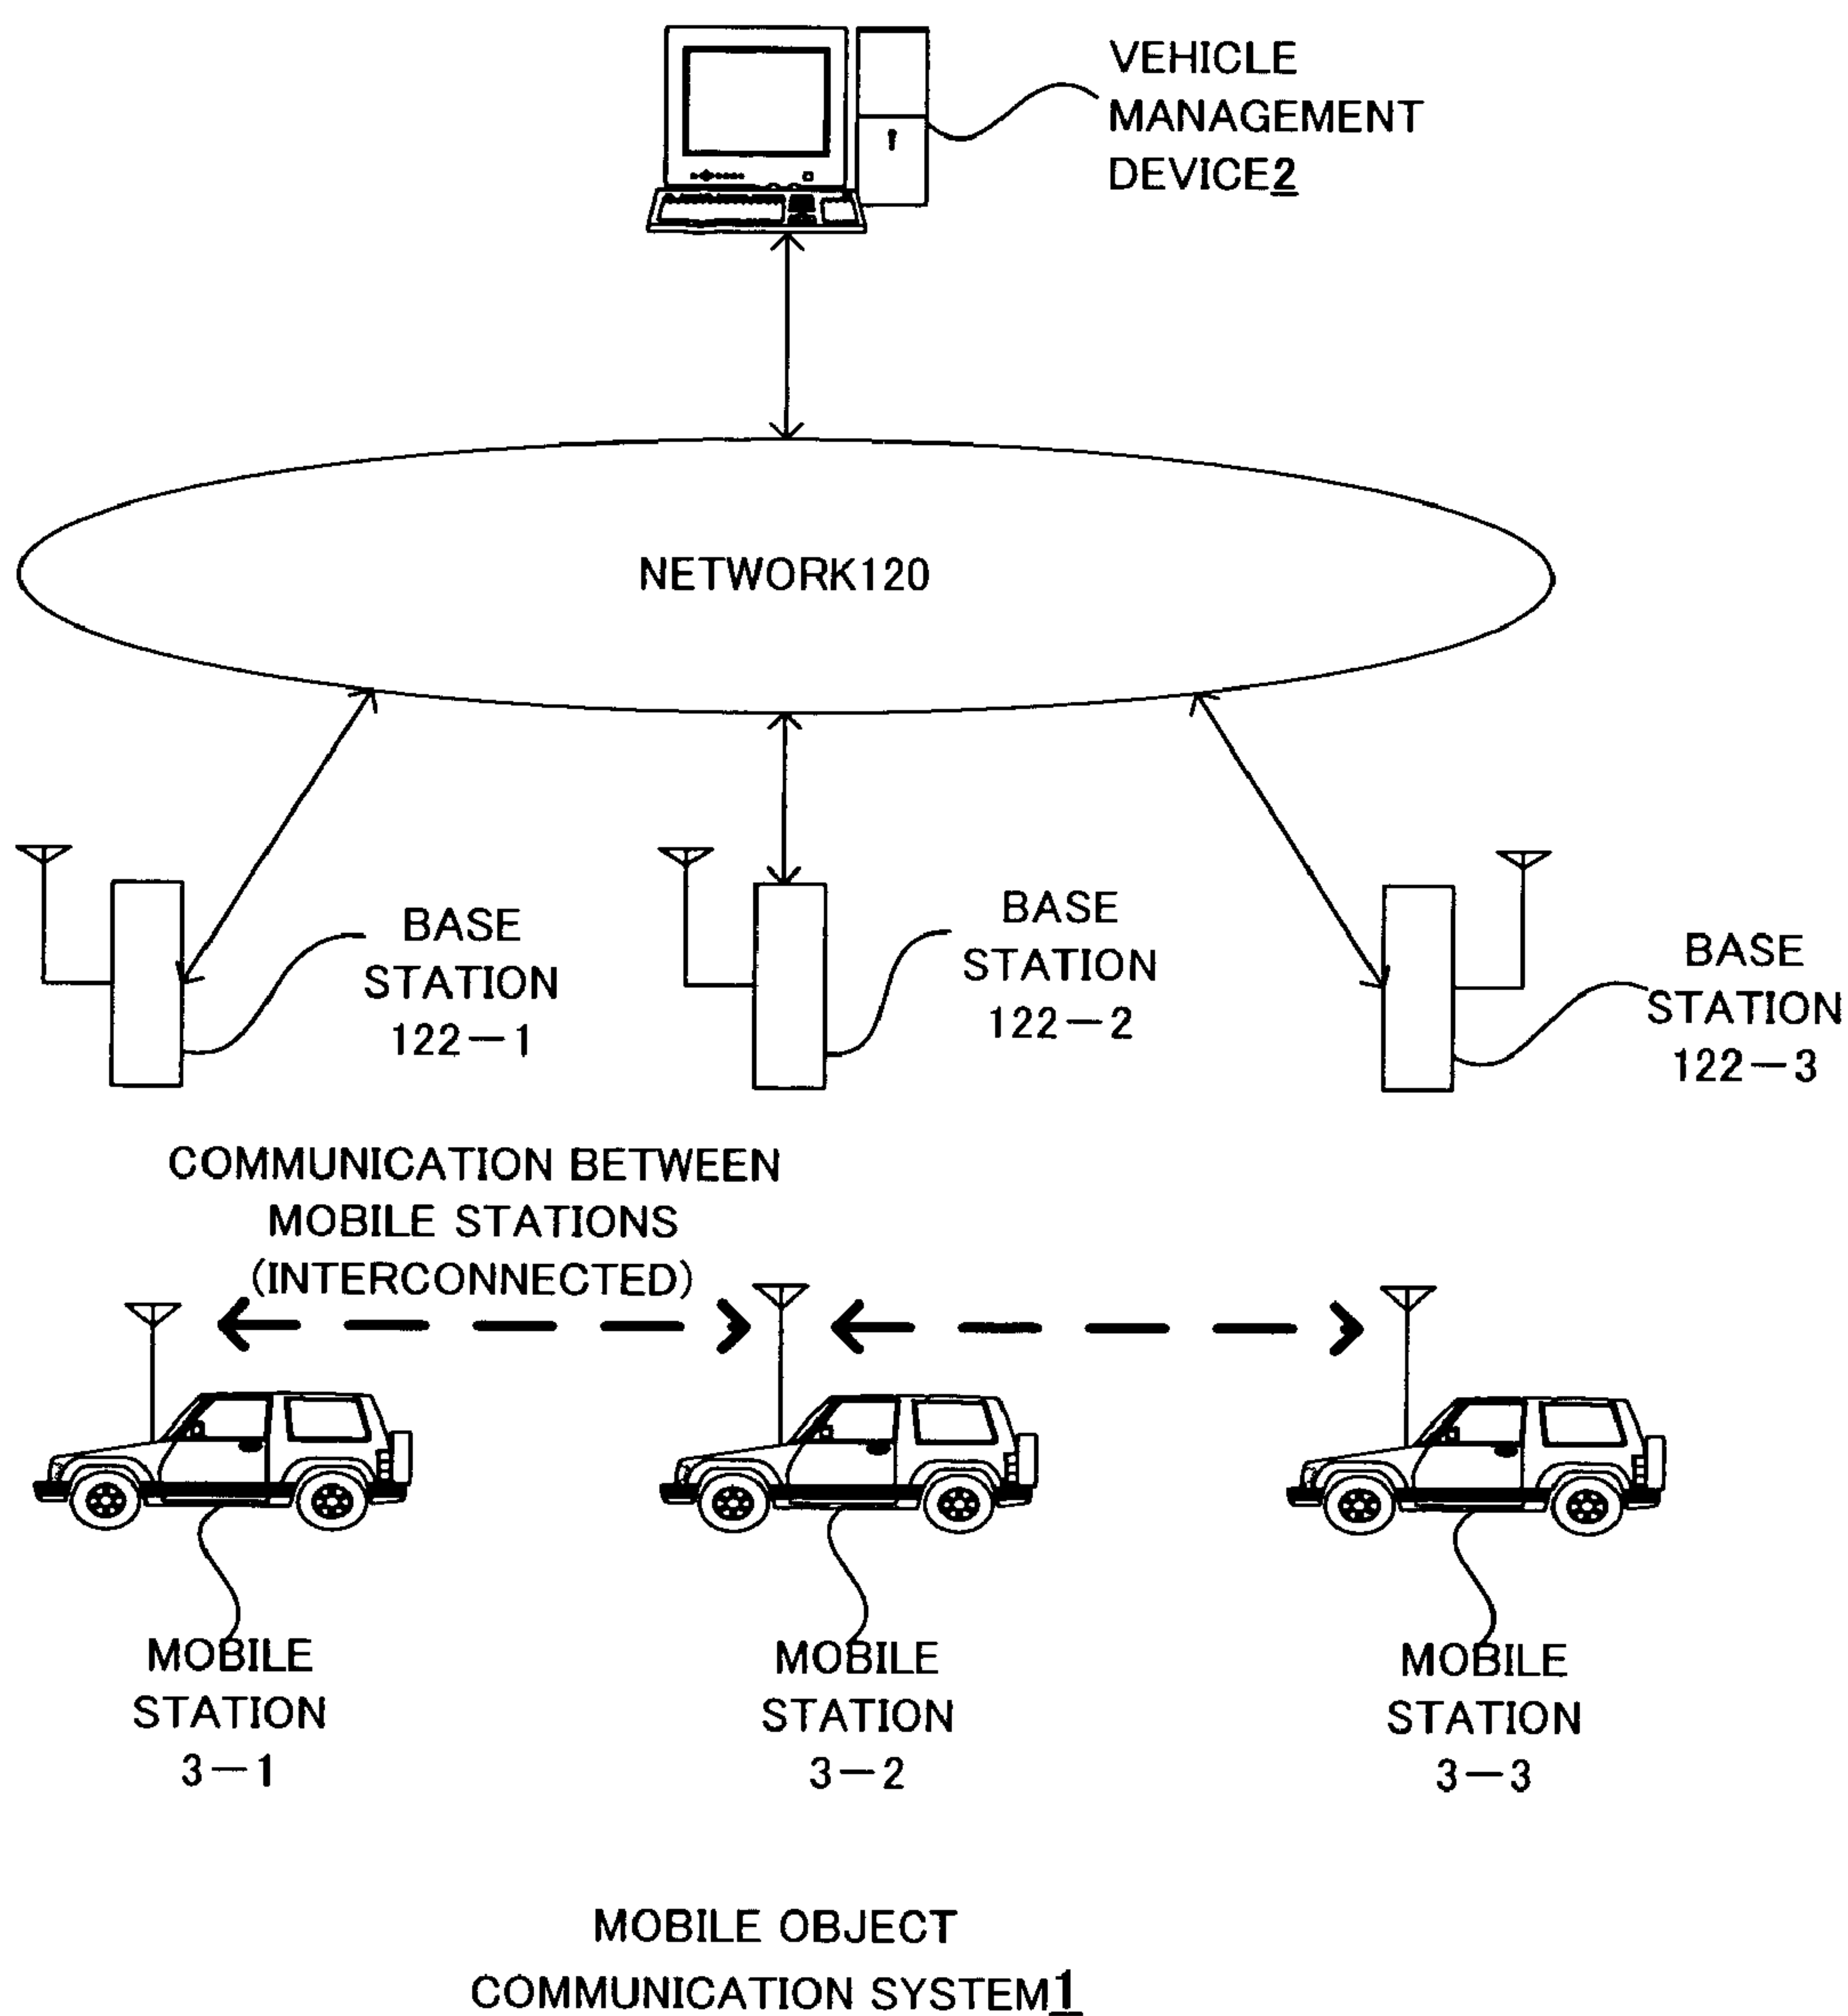 VEHICLE
MANAGEMENT
DEVICE2
NETWORK120
BASE
STATION
122-1
BASE
STATION
122-2
BASE
STATION
122-3
COMMUNICATION BETWEEN
MOBILE STATIONS
(INTERCONNECTED)
MOBILE
STATION
3-1
MOBILE
STATION
3-2
MOBILE
STATION
3-3
MOBILE OBJECT
COMMUNICATION SYSTEM1